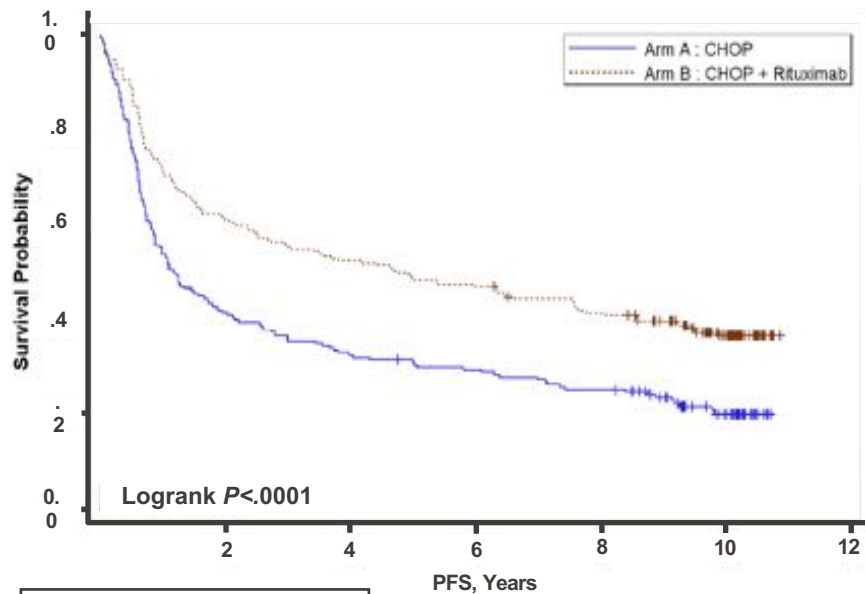 1.
0
Arm A : CHOP
Arm B : CHOP + Rituximab
.8
.6
Survival Probability
.4
.
2
0.
0
Logrank P<.0001
2 4 6 8 10 12
PFS, Years